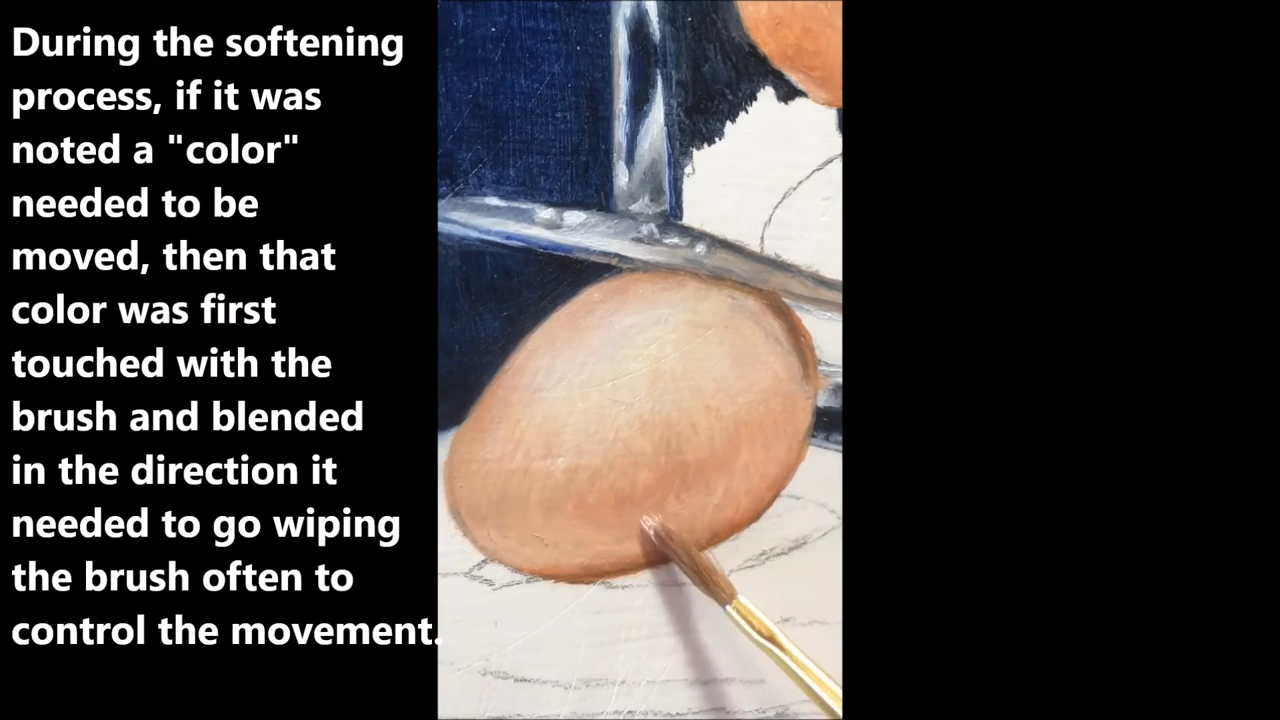 During the softening
process, if it was
noted a "color"
needed to be
moved, then that
color was first
touched with the
brush and blended
in the direction it
needed to go wiping
the brush often to
control the movement.